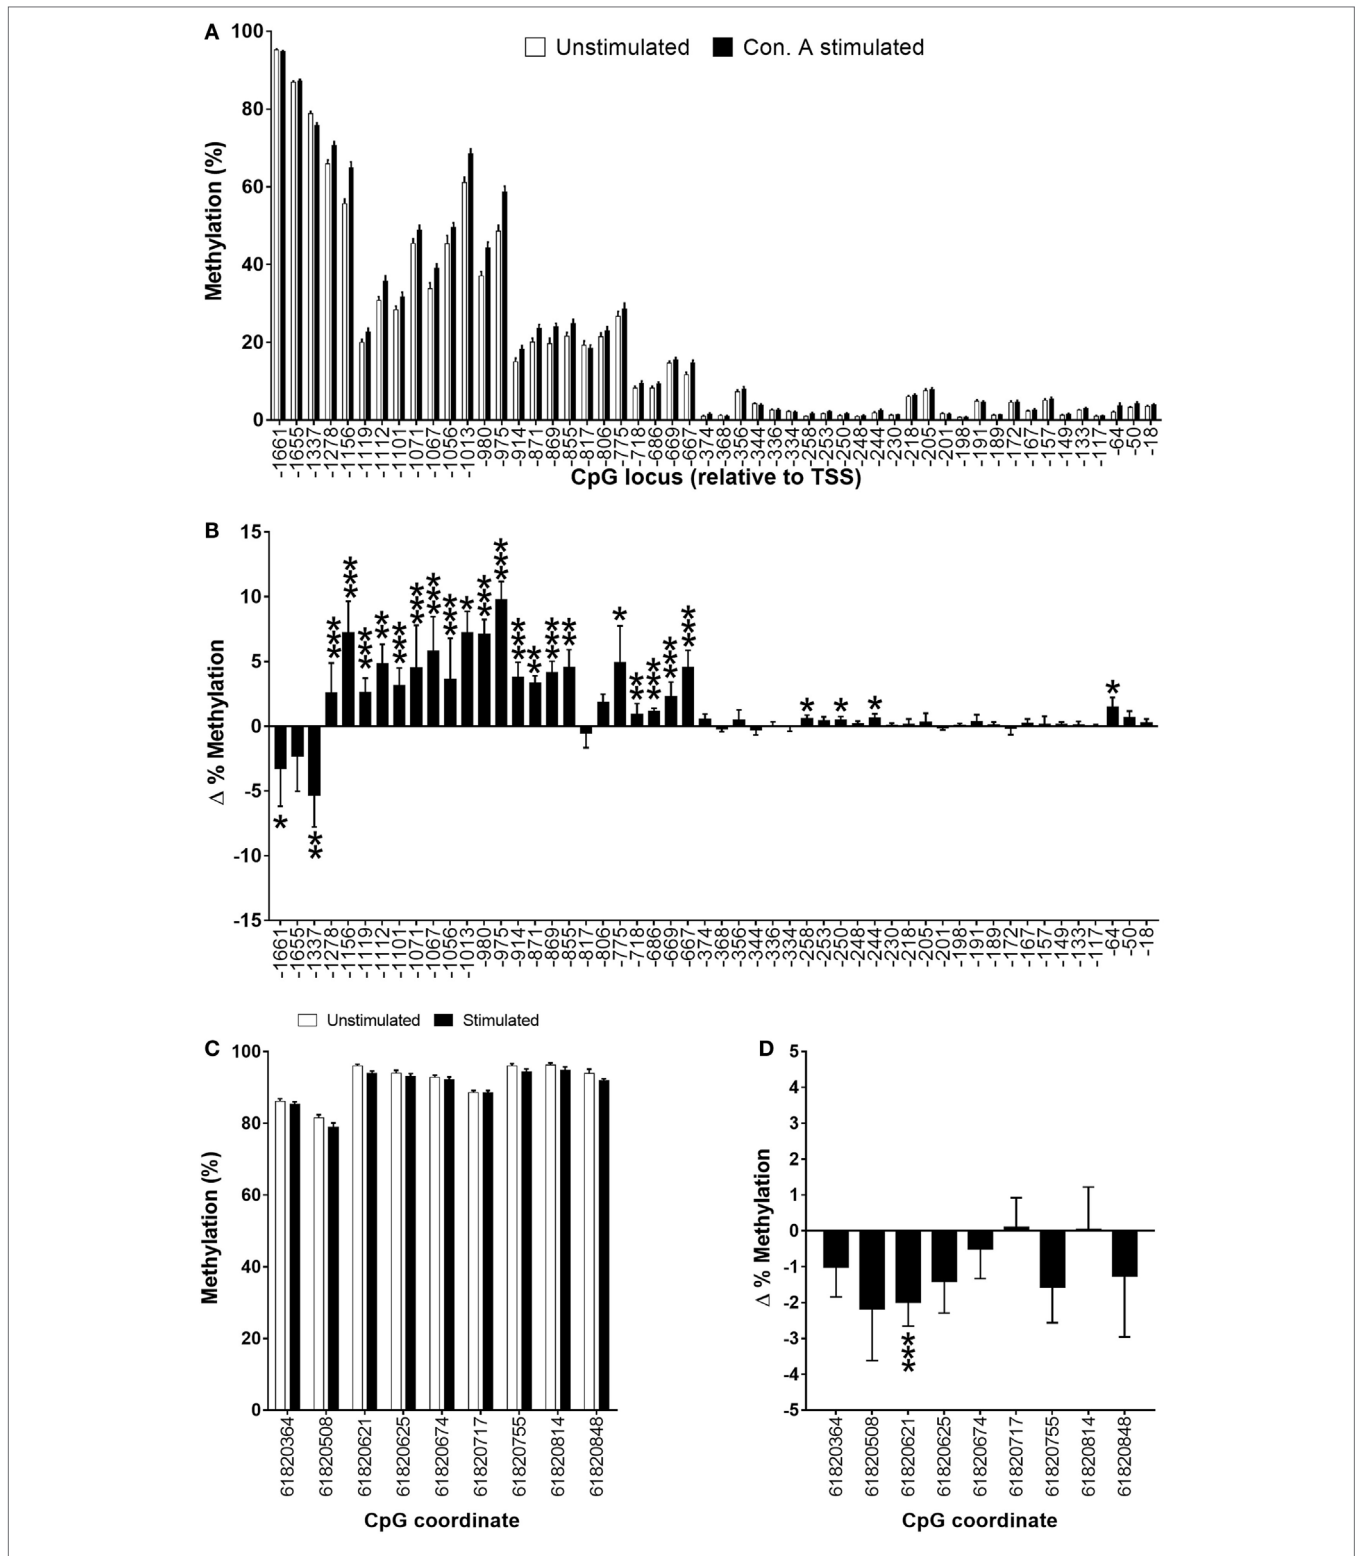 A
100
80
60
40
20
0
Methylation (%)
Unstimulated
Con. A stimulated
-1661 -1655 -1337 -1278 -1156 -1119 -1112 -1101 -1071 -1067 -1056 -1013 -980 -975 -914 -871 -869 -855 -817 -806 -775 -718 -686 -669 -667 -374 -368 -356 -344 -336 -334 -258 -253 -250 -248 -244 -230 -218 -205 -201 -198 -191 -189 -172 -167 -157 -149 -133 -117 -64 -50 -18
CpG locus (relative to TSS)
B
15
10
5
0
-5
-10
-15
Δ % Methylation
* ** *** *** *** ** *** *** *** *** * *** *** *** ** *** ** * ** *** *** *** * * * *
-1661 -1655 -1337 -1278 -1156 -1119 -1112 -1101 -1071 -1067 -1056 -1013 -980 -975 -914 -871 -869 -855 -817 -806 -775 -718 -686 -669 -667 -374 -368 -356 -344 -336 -334 -258 -253 -250 -248 -244 -230 -218 -205 -201 -198 -191 -189 -172 -167 -157 -149 -133 -117 -64 -50 -18
Unstimulated
Stimulated
C
100
80
60
40
20
0
Methylation (%)
61820364 61820508 61820621 61820625 61820674 61820717 61820755 61820814 61820848
CpG coordinate
D
5
4
3
2
1
0
-1
-2
-3
-4
-5
Δ % Methylation
***
61820364 61820508 61820621 61820625 61820674 61820717 61820755 61820814 61820848
CpG coordinate